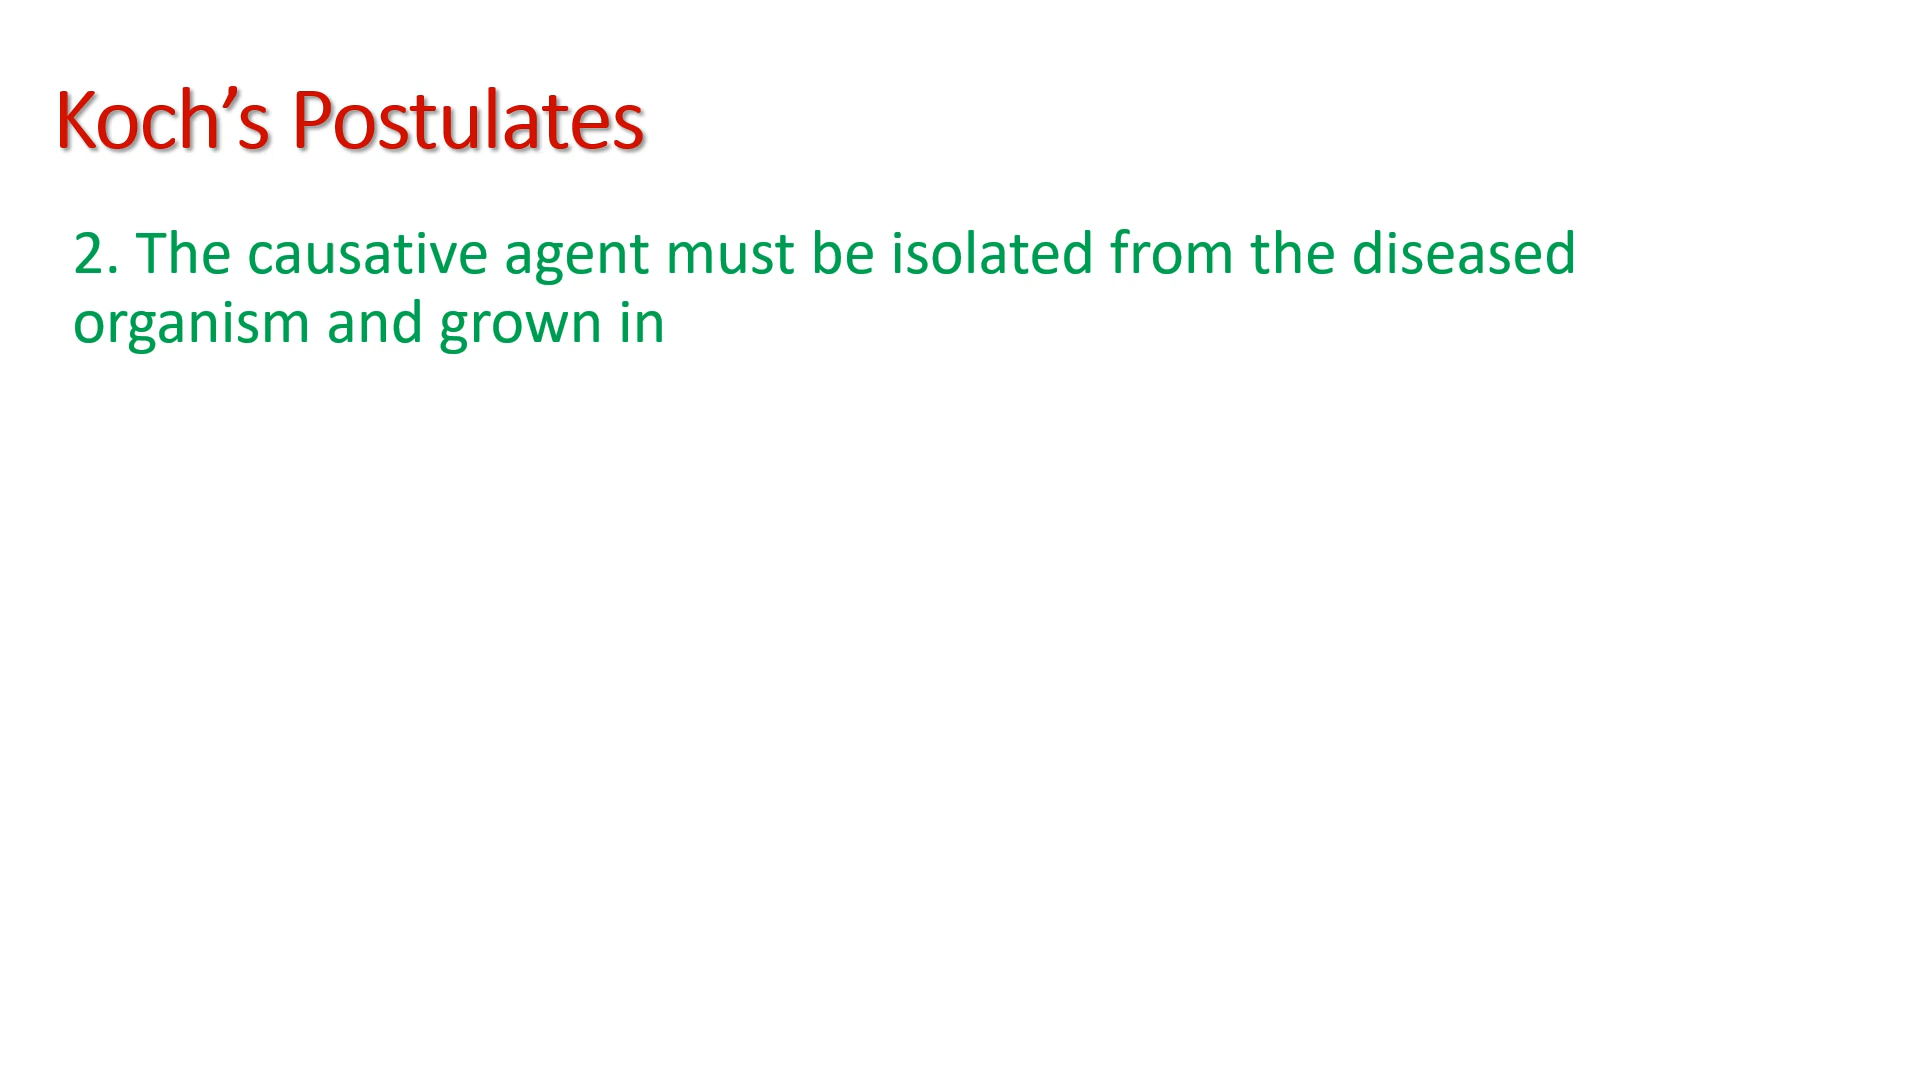 Koch’s Postulates
2. The causative agent must be isolated from the diseased
organism and grown in